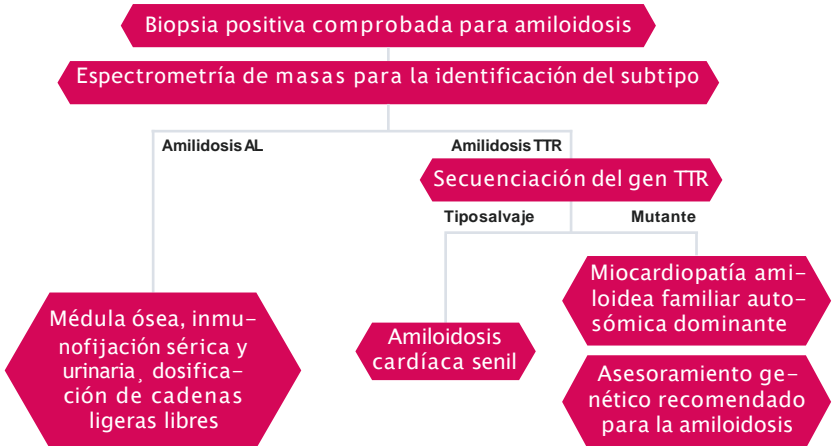 Biopsia positiva comprobada para amiloidosis
Espectrometría de masas para la identificación del subtipo
Amilidosis AL
Amilidosis TTR
Secuenciación del gen TTR
Tiposalvaje
Mutante
Médula ósea, inmu-
nofijación sérica y
urinaria, dosifica-
ción de cadenas
ligeras libres
Amiloidosis
cardíaca senil
Miocardiopatía ami-
loidea familiar auto-
sómica dominante
Asesoramiento ge-
nético recomendado
para la amiloidosis